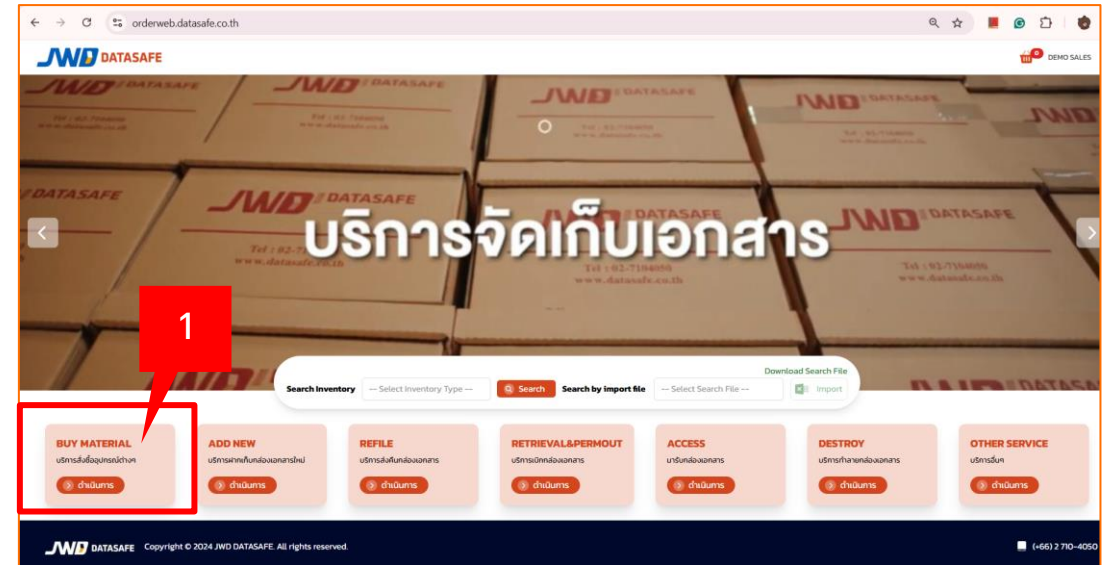 orderweb.datasafe.co.th
JWD DATASAFE
0
DEMO SALES
JWD DATASAFE
Tel : 02-7104050
www.datasafe.co.th
บริการจัดเก็บเอกสาร
1
Download Search File
Search Inventory
--- Select Inventory Type ---
Search
Search by import file
--- Select Search File ---
Import
BUY MATERIAL
บริการสั่งซื้ออุปกรณ์ต่างๆ
ดำเนินการ
ADD NEW
บริการฝากเก็บกล่องเอกสารใหม่
ดำเนินการ
REFILE
บริการส่งคืนกล่องเอกสาร
ดำเนินการ
RETRIEVAL&PERMOUT
บริการเบิกกล่องเอกสาร
ดำเนินการ
ACCESS
มารับกล่องเอกสาร
ดำเนินการ
DESTROY
บริการทำลายกล่องเอกสาร
ดำเนินการ
OTHER SERVICE
บริการอื่นๆ
ดำเนินการ
JWD DATASAFE
Copyright © 2024 JWD DATASAFE. All rights reserved.
(+66) 2 710-4050